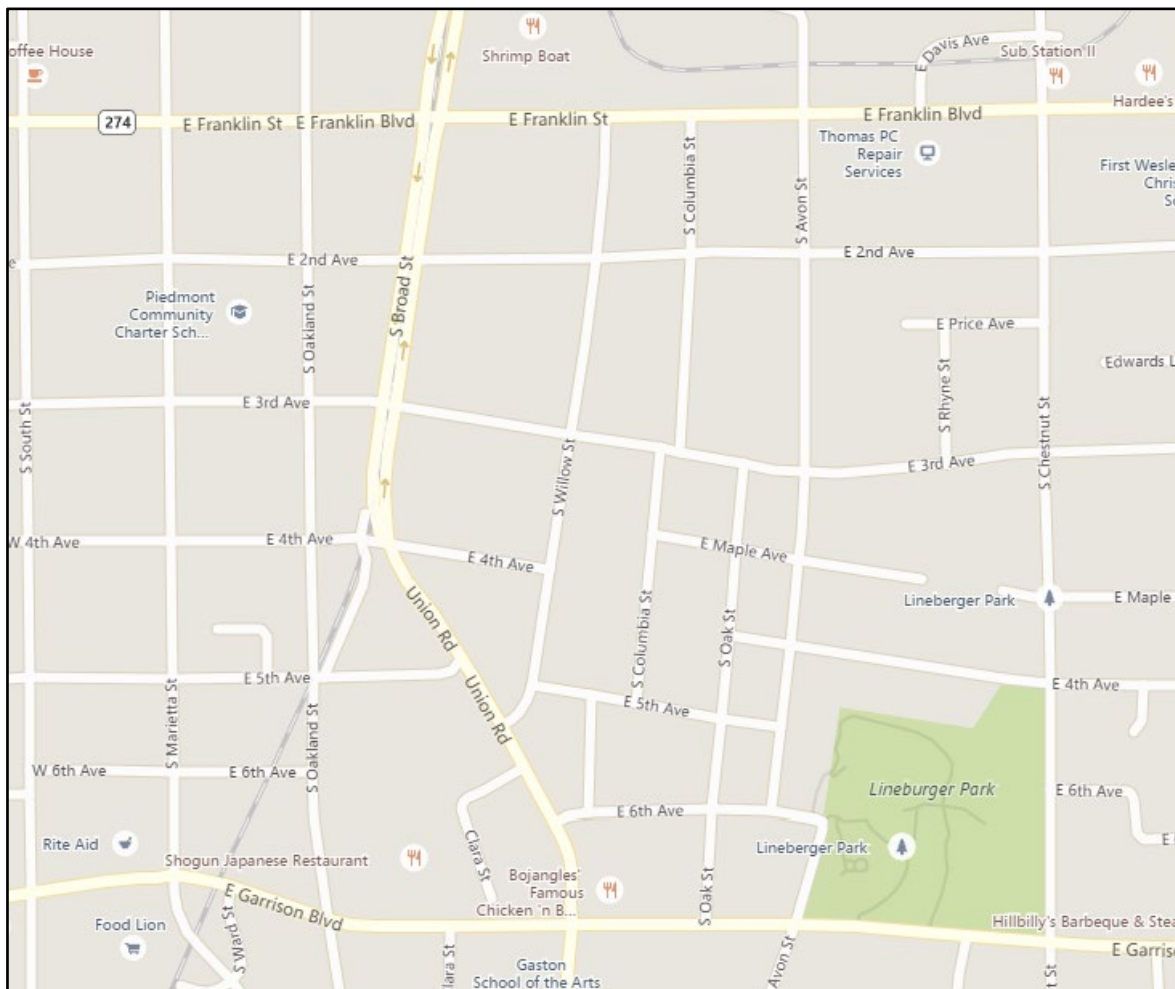 offee House
Shrimp Boat
E Davis Ave
Sub Station II
Hardee's
274
E Franklin St
E Franklin Blvd
E Franklin St
E Franklin Blvd
Thomas PC
Repair
Services
First Wesle
Chris
S Columbia St
S Avon St
E 2nd Ave
E 2nd Ave
S Broad St
Piedmont
Community
Charter Sch...
S Oakland St
E Price Ave
Edwards L
S Rhyne St
E 3rd Ave
S South St
S Willow St
S Chestnut St
E 3rd Ave
W 4th Ave
E 4th Ave
E 4th Ave
E Maple Ave
Union Rd
S Columbia St
S Oak St
Lineberger Park
E Maple
E 5th Ave
Union Rd
E 5th Ave
E 4th Ave
S Marietta St
S Oakland St
W 6th Ave
E 6th Ave
Lineburger Park
E 6th Ave
E 6th Ave
E
Rite Aid
Shogun Japanese Restaurant
Clara St
Lineberger Park
Bojangles'
Famous
Chicken 'n B...
S Oak St
E Garrison Blvd
Food Lion
S Ward St
Hillbilly's Barbeque & Stea
Clara St
Avon St
t St
E Garris
Gaston
School of the Arts